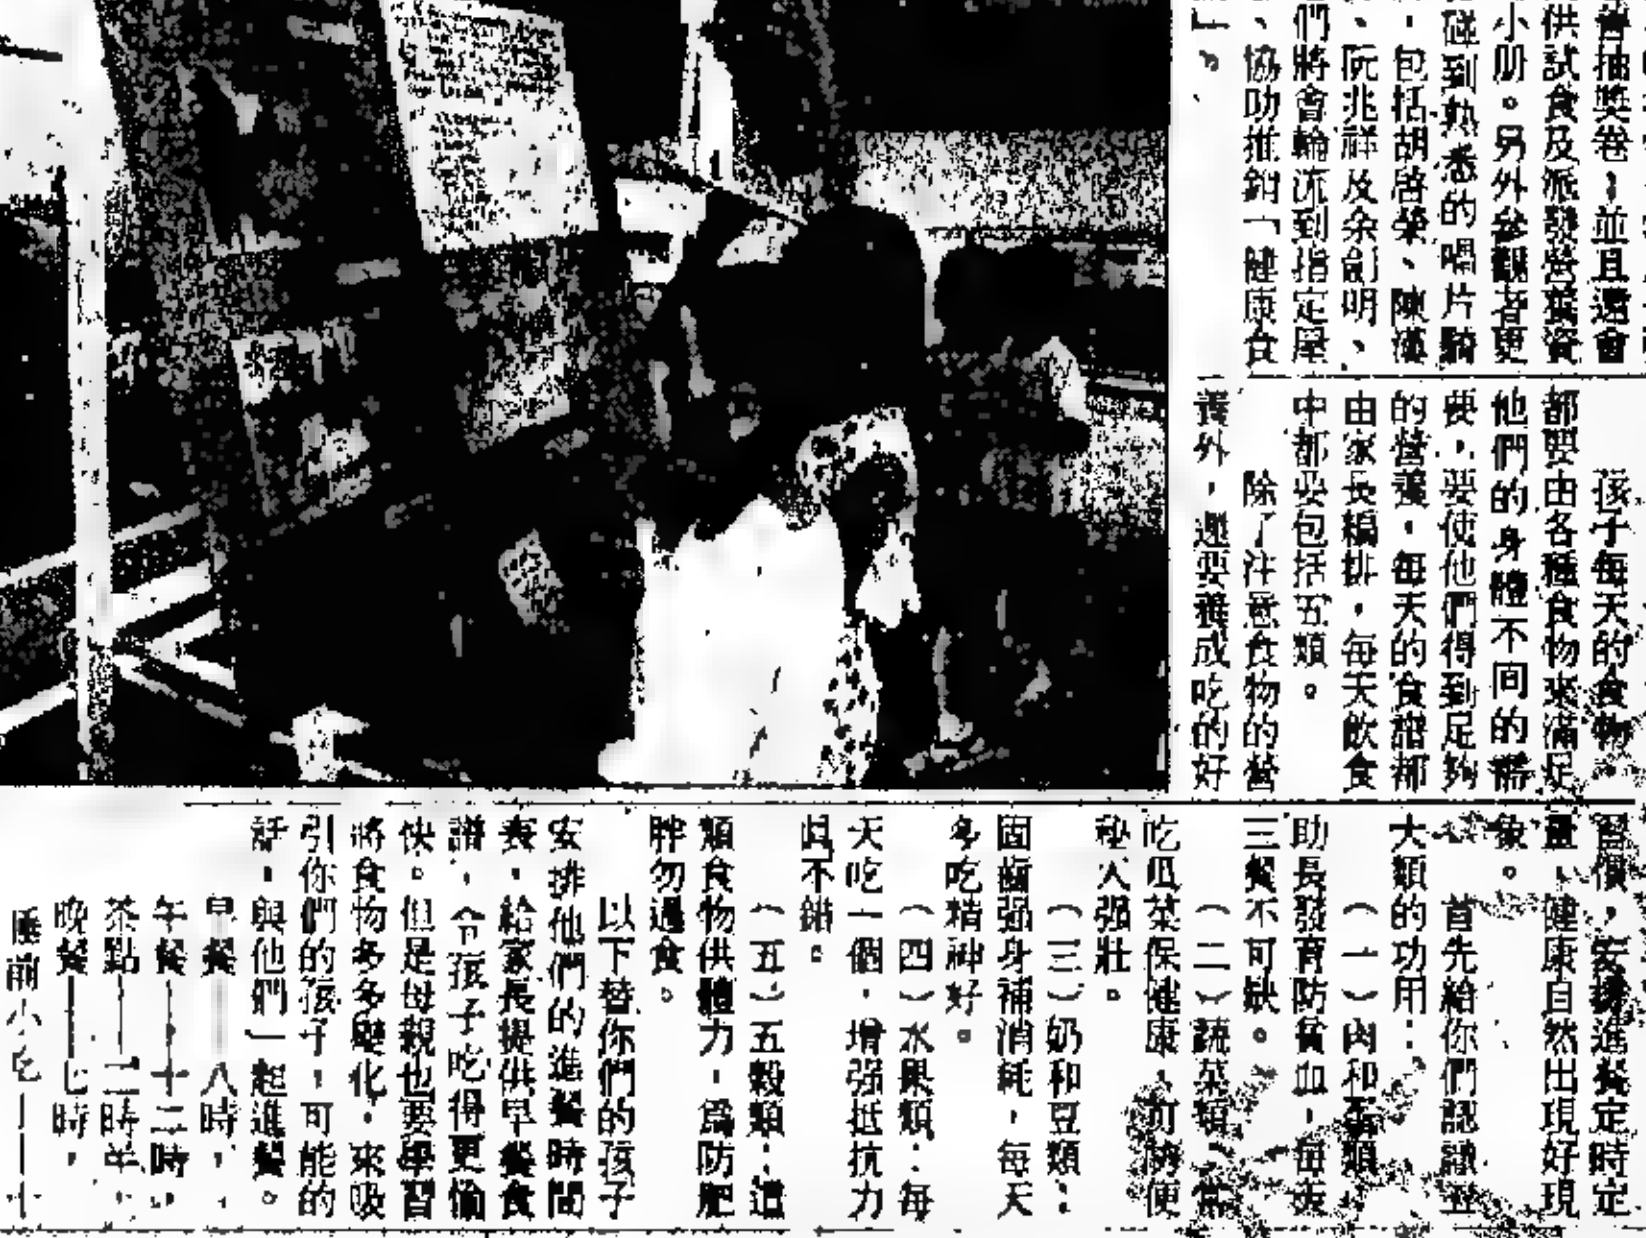 會抽獎卷；並且還會
供試食及派發營養資
小册。另外參觀者更
碰到熟悉的唱片騎
，包括胡啓榮、陳漢
、阮兆祥及余劍明、
們將會輪流到指定屋
、協助推銷「健康食
」。
孩子每天的食物，
都要由各種食物來滿足
他們的身體不同的需
要，要使他們得到足夠
的營養，每天的食譜都
由家長編排，每天飲食
中都要包括五類。
除了注意食物的營
養外，還要養成吃的好
習慣，安排進餐定時定
量，健康自然出現好現
象。
首先給你們認識並
大類的功用：
（一）肉和蛋類
助長發育防貧血，每天
三餐不可缺。
（二）蔬菜類：常
吃瓜菜保健康，可防便
秘人强壯。
（三）奶和豆類：
固齒强身補消耗，每天
多吃精神好。
（四）水果類：每
天吃一個，增强抵抗力
真不錯。
（五）五穀類：這
類食物供體力，爲防肥
胖勿過食。
以下替你們的孩子
安排他們的進餐時間
表，給家長提供早餐食
譜，令孩子吃得更愉
快。但是母親也要學習
將食物多多變化，來吸
引你們的孩子，可能的
話，與他們一起進餐。
早餐——八時，
午餐——十二時，
茶點——三時半，
晚餐——七時，
睡前小吃——十